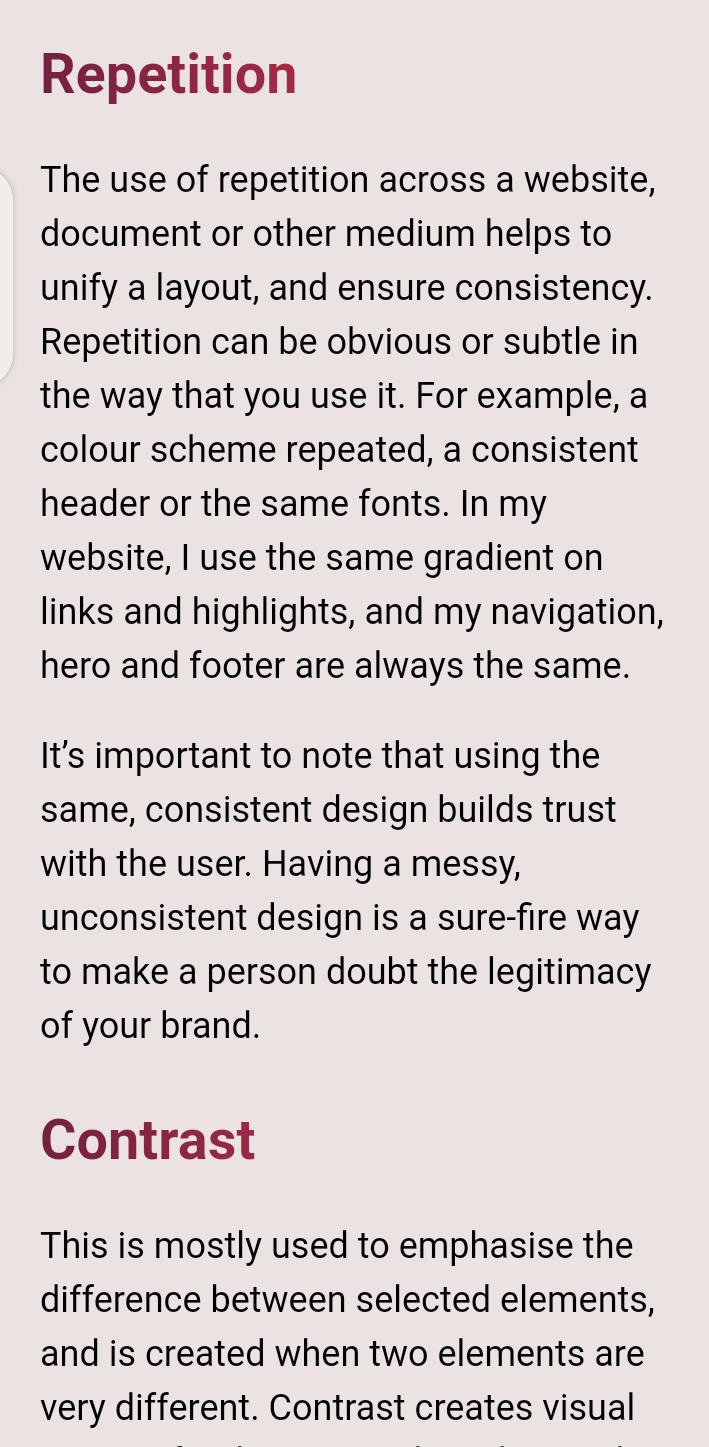 Repetition
The use of repetition across a website,
document or other medium helps to
unify a layout, and ensure consistency.
Repetition can be obvious or subtle in
the way that you use it. For example, a
colour scheme repeated, a consistent
header or the same fonts. In my
website, I use the same gradient on
links and highlights, and my navigation,
hero and footer are always the same.
It’s important to note that using the
same, consistent design builds trust
with the user. Having a messy,
unconsistent design is a sure-fire way
to make a person doubt the legitimacy
of your brand.
Contrast
This is mostly used to emphasise the
difference between selected elements,
and is created when two elements are
very different. Contrast creates visual